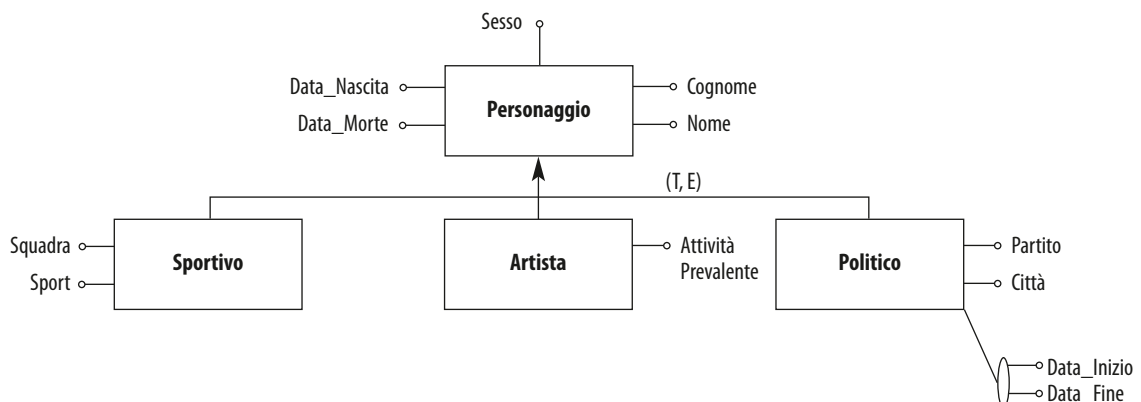 Sesso
Data_Nascita
Cognome
Personaggio
Data_Morte
Nome
(T, E)
Squadra
Sportivo
Sport
Artista
Attività
Prevalente
Politico
Partito
Città
Data_Inizio
Data_Fine